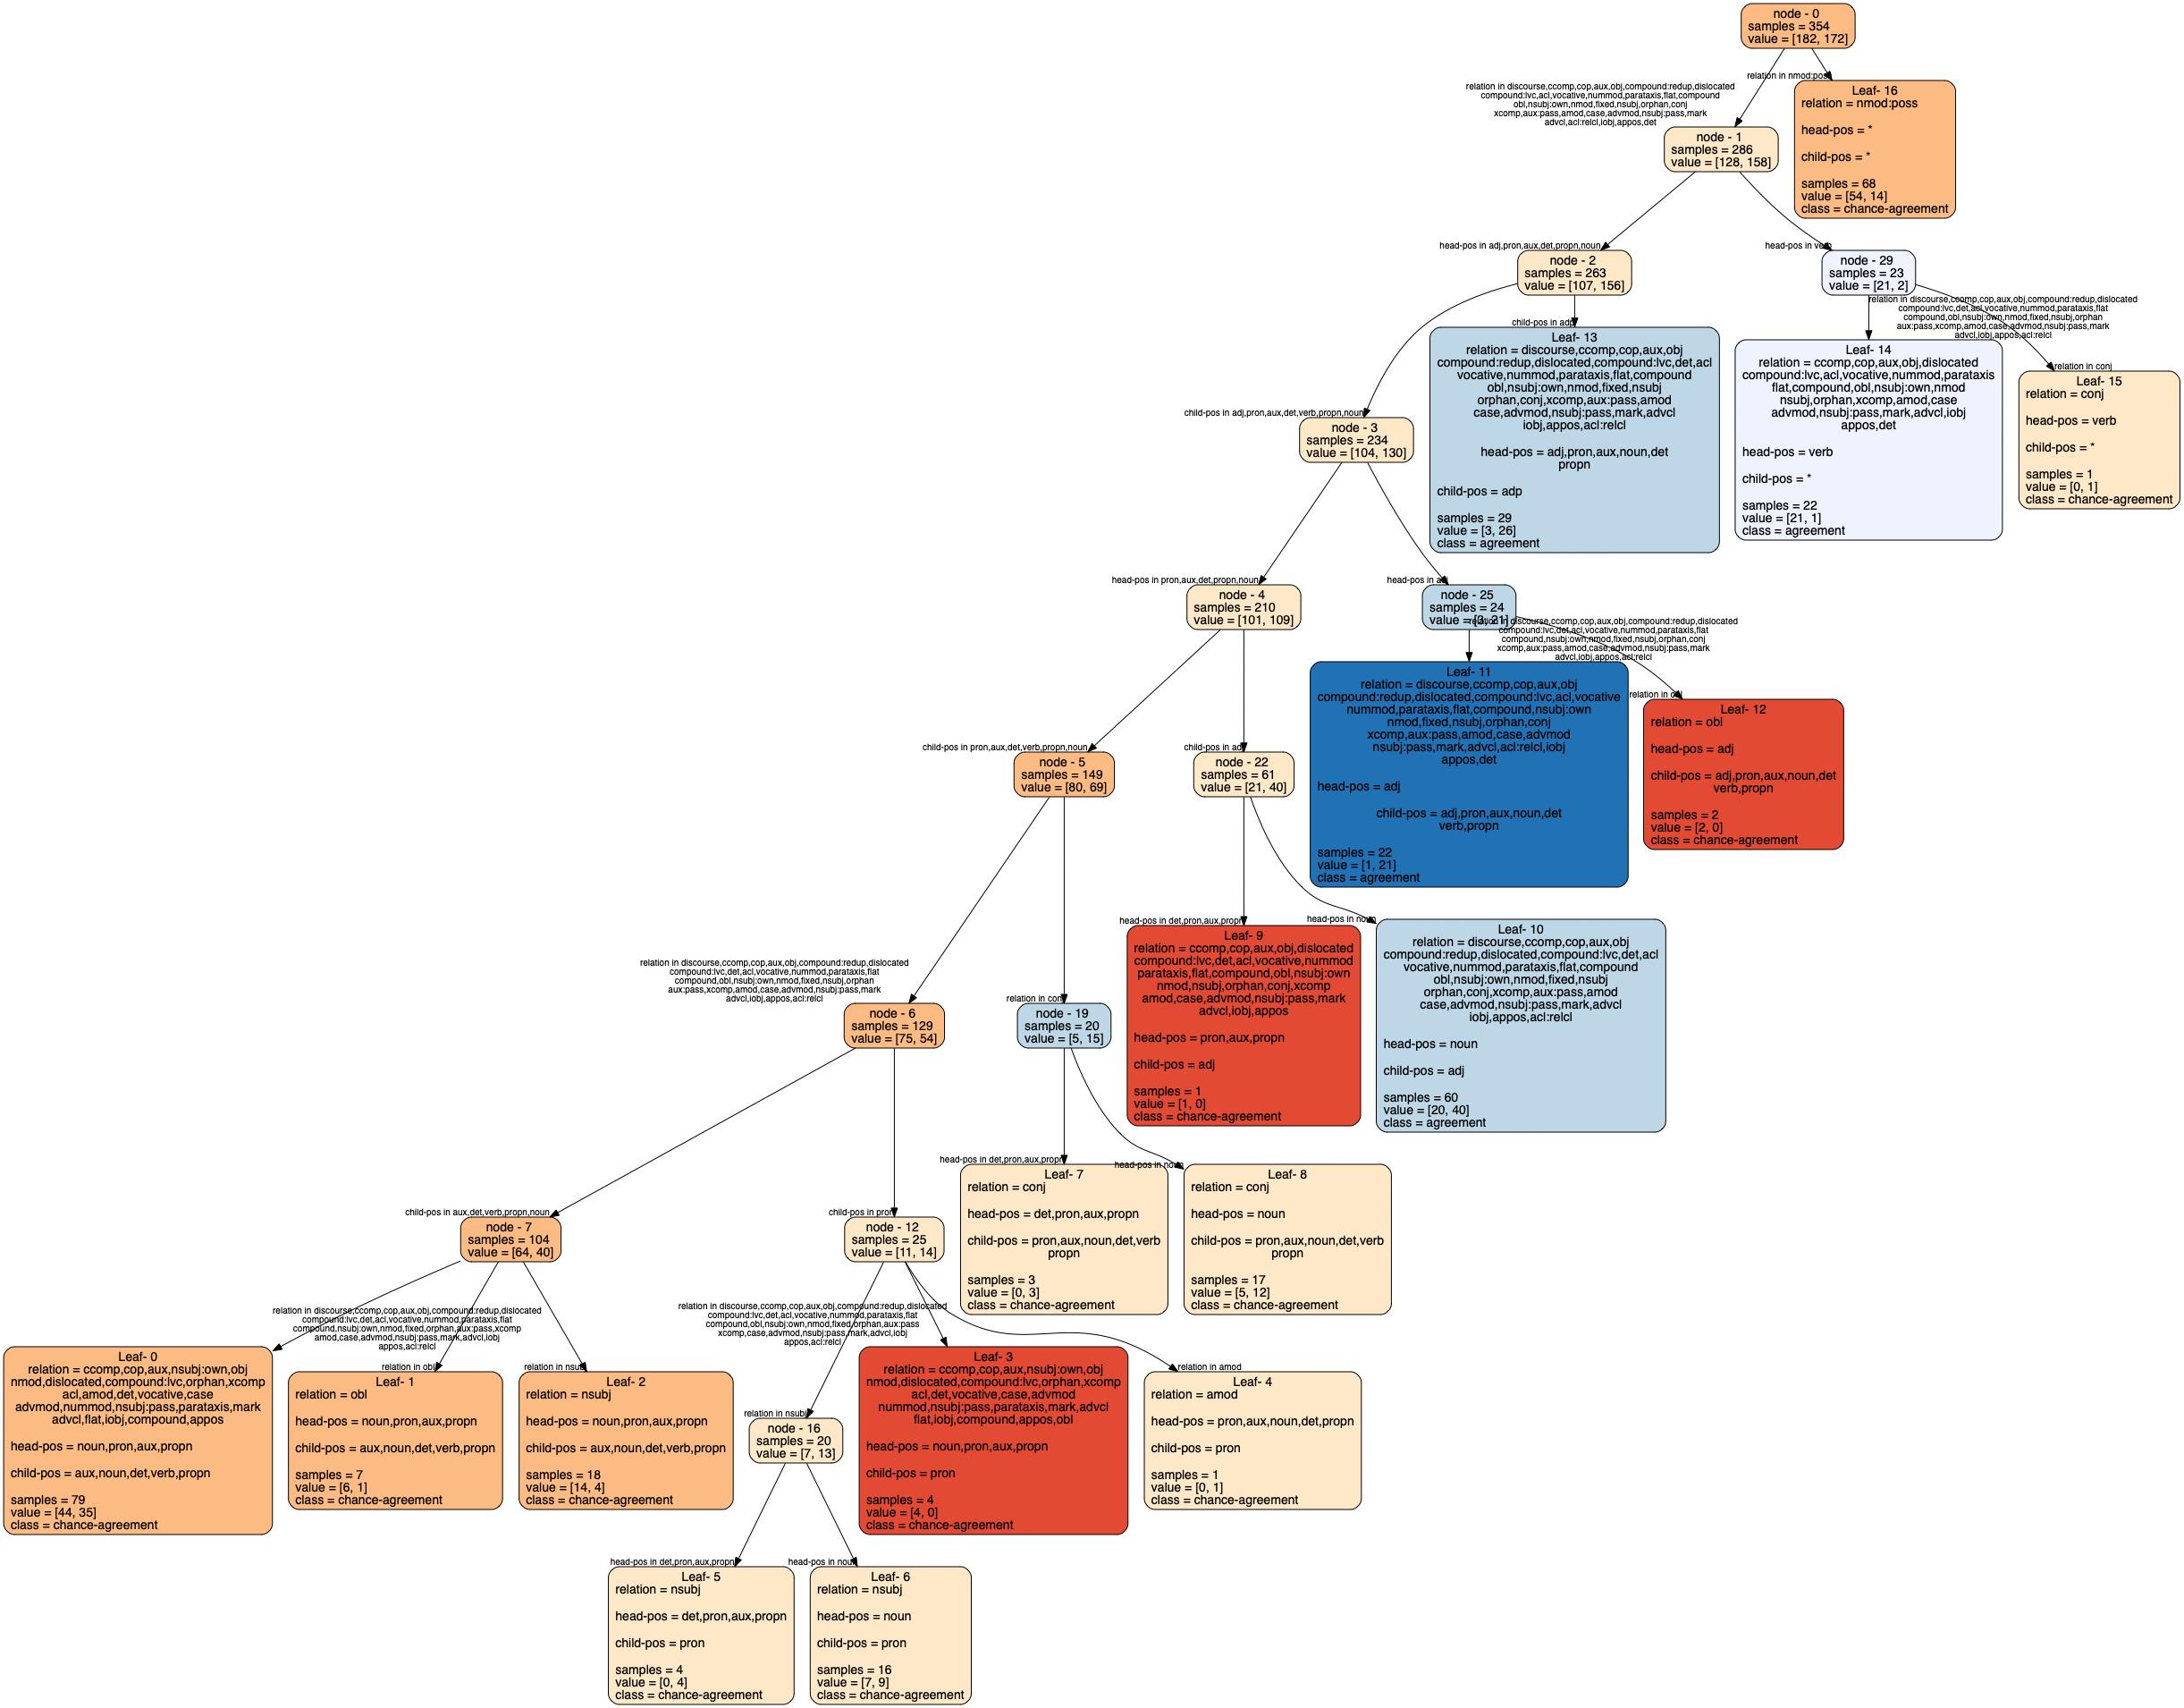 node - 0
samples = 354
value = [182, 172]
relation in nmod:poss
relation in discourse,ccomp,cop,aux,obj,compound:redup,dislocated
compound:lvc,acl,vocative,nummod,parataxis,flat,compound
obl,nsubj:own,nmod,fixed,nsubj,orphan,conj
xcomp,aux:pass,amod,case,advmod,nsubj:pass,mark
advcl,acl:relcl,iobj,appos,det
Leaf- 16
relation = nmod:poss
head-pos = *
child-pos = *
samples = 68
value = [54, 14]
class = chance-agreement
node - 1
samples = 286
value = [128, 158]
head-pos in adj,pron,aux,det,propn,noun
head-pos in verb
node - 2
samples = 263
value = [107, 156]
node - 29
samples = 23
value = [21, 2]
relation in discourse,ccomp,cop,aux,obj,compound:redup,dislocated
compound:lvc,det,acl,vocative,nummod,parataxis,flat
compound,obl,nsubj:own,nmod,fixed,nsubj,orphan
aux:pass,xcomp,amod,case,advmod,nsubj:pass,mark
advcl,iobj,appos,acl:relcl
child-pos in adp
Leaf- 13
relation = discourse,ccomp,cop,aux,obj
compound:redup,dislocated,compound:lvc,det,acl
vocative,nummod,parataxis,flat,compound
obl,nsubj:own,nmod,fixed,nsubj
orphan,conj,xcomp,aux:pass,amod
case,advmod,nsubj:pass,mark,advcl
iobj,appos,acl:relcl
head-pos = adj,pron,aux,noun,det
propn
child-pos = adp
samples = 29
value = [3, 26]
class = agreement
Leaf- 14
relation = ccomp,cop,aux,obj,dislocated
compound:lvc,acl,vocative,nummod,parataxis
flat,compound,obl,nsubj:own,nmod
nsubj,orphan,xcomp,amod,case
advmod,nsubj:pass,mark,advcl,iobj
appos,det
head-pos = verb
child-pos = *
samples = 22
value = [21, 1]
class = agreement
relation in conj
Leaf- 15
relation = conj
head-pos = verb
child-pos = *
samples = 1
value = [0, 1]
class = chance-agreement
child-pos in adj,pron,aux,det,verb,propn,noun
node - 3
samples = 234
value = [104, 130]
head-pos in pron,aux,det,propn,noun
head-pos in adj
node - 4
samples = 210
value = [101, 109]
node - 25
samples = 24
value = [3, 21]
relation in discourse,ccomp,cop,aux,obj,compound:redup,dislocated
compound:lvc,det,acl,vocative,nummod,parataxis,flat
compound,nsubj:own,nmod,fixed,nsubj,orphan,conj
xcomp,aux:pass,amod,case,advmod,nsubj:pass,mark
advcl,iobj,appos,acl:relcl
Leaf- 11
relation = discourse,ccomp,cop,aux,obj
compound:redup,dislocated,compound:lvc,acl,vocative
nummod,parataxis,flat,compound,nsubj:own
nmod,fixed,nsubj,orphan,conj
xcomp,aux:pass,amod,case,advmod
nsubj:pass,mark,advcl,acl:relcl,iobj
appos,det
head-pos = adj
child-pos = adj,pron,aux,noun,det
verb,propn
samples = 22
value = [1, 21]
class = agreement
relation in obl
Leaf- 12
relation = obl
head-pos = adj
child-pos = adj,pron,aux,noun,det
verb,propn
samples = 2
value = [2, 0]
class = chance-agreement
child-pos in pron,aux,det,verb,propn,noun
child-pos in adj
node - 5
samples = 149
value = [80, 69]
node - 22
samples = 61
value = [21, 40]
head-pos in det,pron,aux,propn
head-pos in noun
Leaf- 9
relation = ccomp,cop,aux,obj,dislocated
compound:lvc,det,acl,vocative,nummod
parataxis,flat,compound,obl,nsubj:own
nmod,nsubj,orphan,conj,xcomp
amod,case,advmod,nsubj:pass,mark
advcl,iobj,appos
head-pos = pron,aux,propn
child-pos = adj
samples = 1
value = [1, 0]
class = chance-agreement
Leaf- 10
relation = discourse,ccomp,cop,aux,obj
compound:redup,dislocated,compound:lvc,det,acl
vocative,nummod,parataxis,flat,compound
obl,nsubj:own,nmod,fixed,nsubj
orphan,conj,xcomp,aux:pass,amod
case,advmod,nsubj:pass,mark,advcl
iobj,appos,acl:relcl
head-pos = noun
child-pos = adj
samples = 60
value = [20, 40]
class = agreement
relation in discourse,ccomp,cop,aux,obj,compound:redup,dislocated
compound:lvc,det,acl,vocative,nummod,parataxis,flat
compound,obl,nsubj:own,nmod,fixed,nsubj,orphan
aux:pass,xcomp,amod,case,advmod,nsubj:pass,mark
advcl,iobj,appos,acl:relcl
relation in conj
node - 6
samples = 129
value = [75, 54]
node - 19
samples = 20
value = [5, 15]
head-pos in det,pron,aux,propn
head-pos in noun
Leaf- 7
relation = conj
head-pos = det,pron,aux,propn
child-pos = pron,aux,noun,det,verb
propn
samples = 3
value = [0, 3]
class = chance-agreement
Leaf- 8
relation = conj
head-pos = noun
child-pos = pron,aux,noun,det,verb
propn
samples = 17
value = [5, 12]
class = chance-agreement
child-pos in aux,det,verb,propn,noun
child-pos in pron
node - 7
samples = 104
value = [64, 40]
node - 12
samples = 25
value = [11, 14]
relation in discourse,ccomp,cop,aux,obj,compound:redup,dislocated
compound:lvc,det,acl,vocative,nummod,parataxis,flat
compound,nsubj:own,nmod,fixed,orphan,aux:pass,xcomp
amod,case,advmod,nsubj:pass,mark,advcl,iobj
appos,acl:relcl
relation in obl
relation in nsubj
relation in discourse,ccomp,cop,aux,obj,compound:redup,dislocated
compound:lvc,det,acl,vocative,nummod,parataxis,flat
compound,obl,nsubj:own,nmod,fixed,orphan,aux:pass
xcomp,case,advmod,nsubj:pass,mark,advcl,iobj
appos,acl:relcl
Leaf- 0
relation = ccomp,cop,aux,nsubj:own,obj
nmod,dislocated,compound:lvc,orphan,xcomp
acl,amod,det,vocative,case
advmod,nummod,nsubj:pass,parataxis,mark
advcl,flat,iobj,compound,appos
head-pos = noun,pron,aux,propn
child-pos = aux,noun,det,verb,propn
samples = 79
value = [44, 35]
class = chance-agreement
Leaf- 1
relation = obl
head-pos = noun,pron,aux,propn
child-pos = aux,noun,det,verb,propn
samples = 7
value = [6, 1]
class = chance-agreement
Leaf- 2
relation = nsubj
head-pos = noun,pron,aux,propn
child-pos = aux,noun,det,verb,propn
samples = 18
value = [14, 4]
class = chance-agreement
relation in nsubj
node - 16
samples = 20
value = [7, 13]
Leaf- 3
relation = ccomp,cop,aux,nsubj:own,obj
nmod,dislocated,compound:lvc,orphan,xcomp
acl,det,vocative,case,advmod
nummod,nsubj:pass,parataxis,mark,advcl
flat,iobj,compound,appos,obl
head-pos = noun,pron,aux,propn
child-pos = pron
samples = 4
value = [4, 0]
class = chance-agreement
relation in amod
Leaf- 4
relation = amod
head-pos = pron,aux,noun,det,propn
child-pos = pron
samples = 1
value = [0, 1]
class = chance-agreement
head-pos in det,pron,aux,propn
head-pos in noun
Leaf- 5
relation = nsubj
head-pos = det,pron,aux,propn
child-pos = pron
samples = 4
value = [0, 4]
class = chance-agreement
Leaf- 6
relation = nsubj
head-pos = noun
child-pos = pron
samples = 16
value = [7, 9]
class = chance-agreement